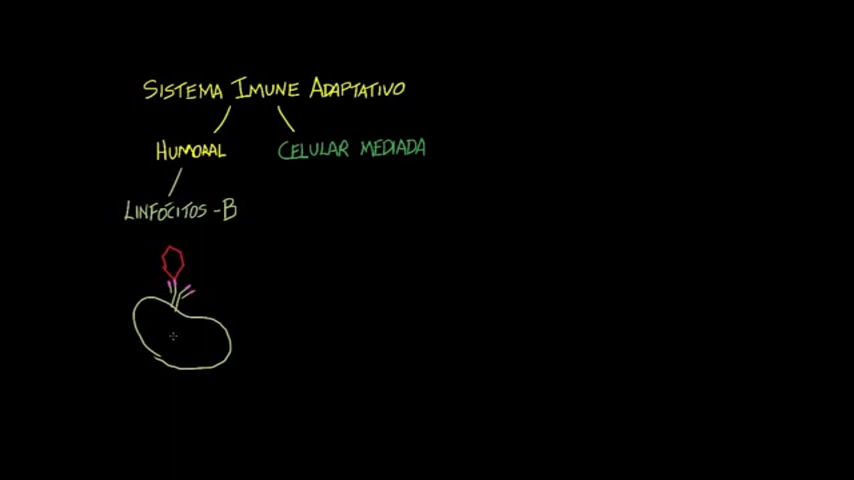 SISTEMA IMUNE ADAPTATIVO
HUMORAL CELULAR MEDIADA
LINFÓCITOS-B